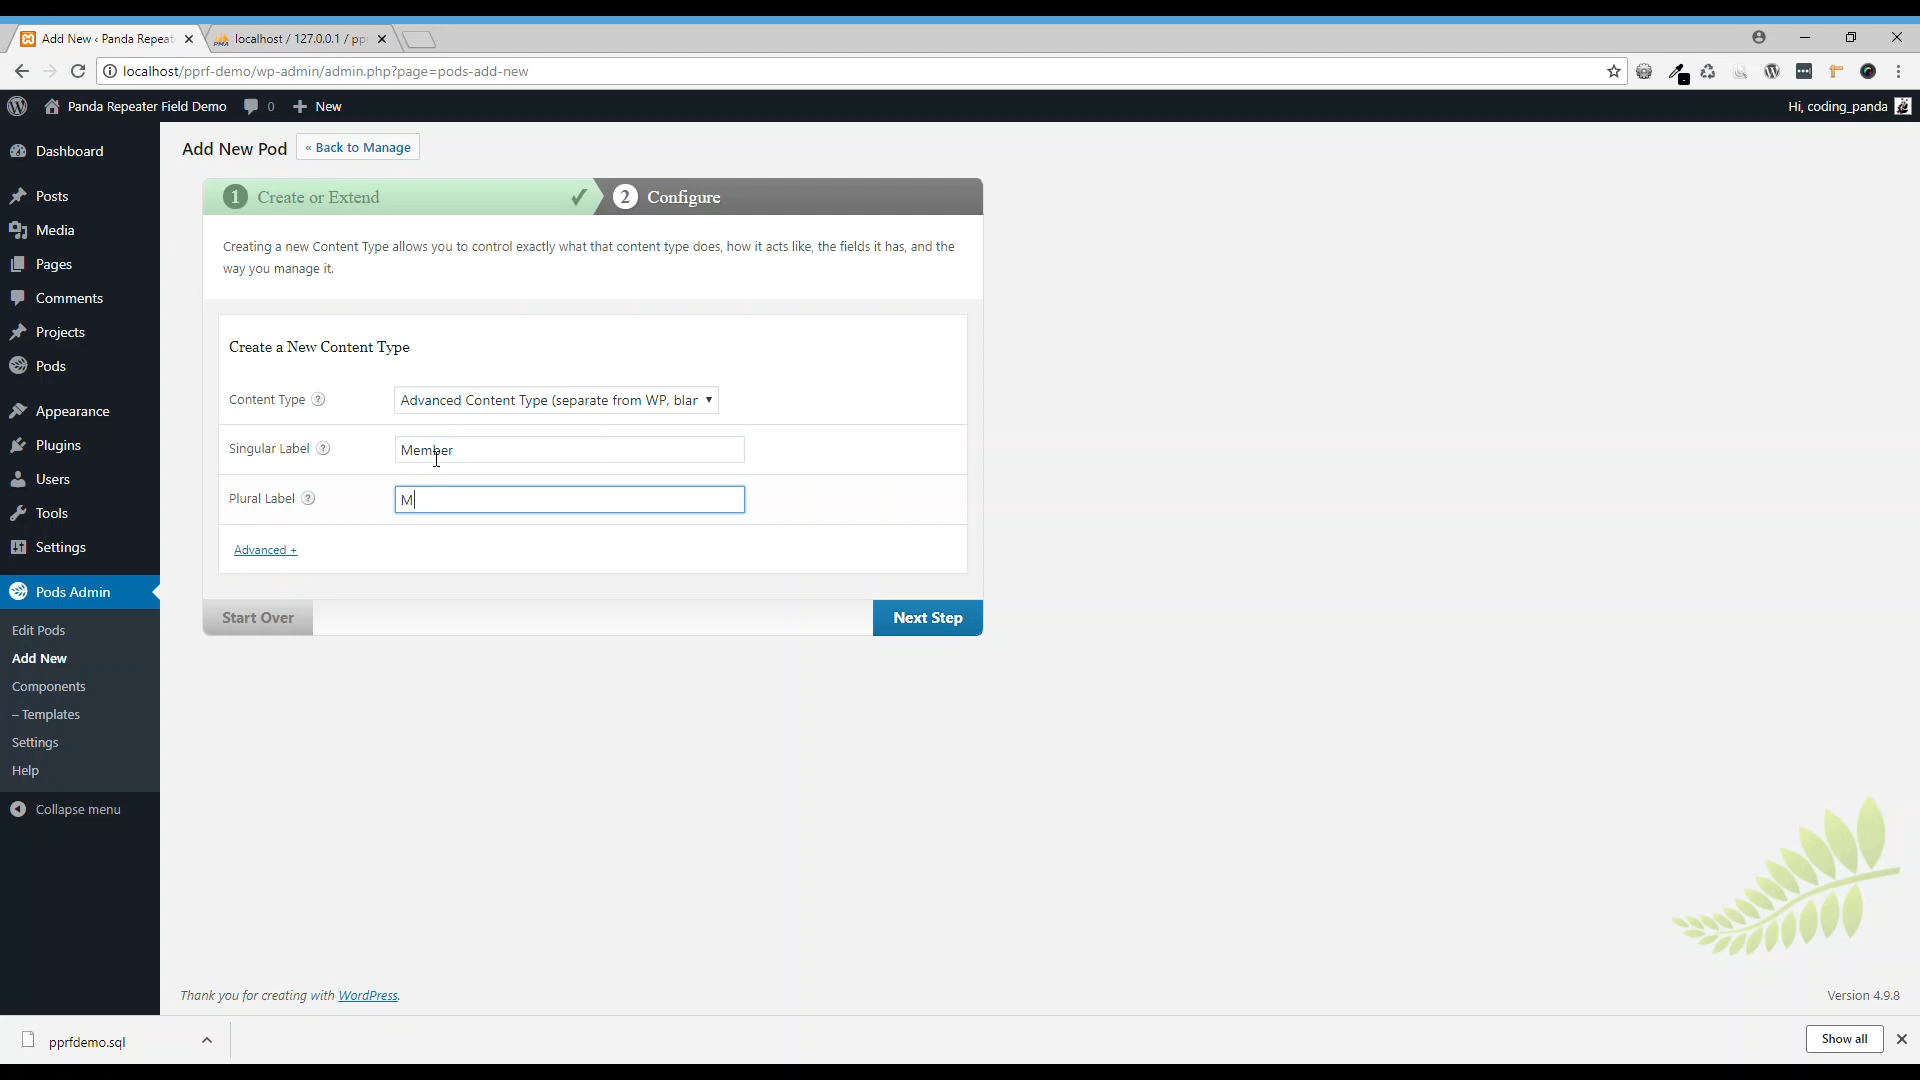 Add New ‹ Panda Repeat
localhost / 127.0.0.1 / pp
localhost/pprf-demo/wp-admin/admin.php?page=pods-add-new
Panda Repeater Field Demo
0
New
Hi, coding_panda
Dashboard
Posts
Media
Pages
Comments
Projects
Pods
Appearance
Plugins
Users
Tools
Settings
Pods Admin
Edit Pods
Add New
Components
– Templates
Settings
Help
Collapse menu
Add New Pod
« Back to Manage
1 Create or Extend
2 Configure
Creating a new Content Type allows you to control exactly what that content type does, how it acts like, the fields it has, and the
way you manage it.
Create a New Content Type
Content Type ?
Advanced Content Type (separate from WP, blar
Singular Label ?
Member
Plural Label ?
M
Advanced +
Start Over
Next Step
Thank you for creating with WordPress.
Version 4.9.8
pprfdemo.sql
Show all